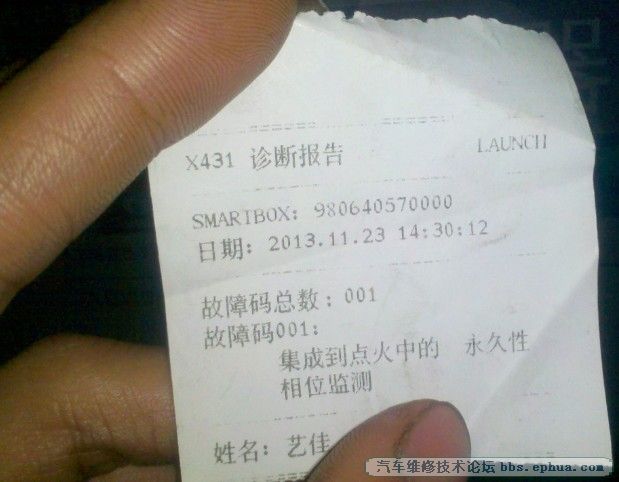 X431 诊断报告 LAUNCH
SMARTBOX: 980640570000
日期: 2013.11.23 14:30:12
故障码总数: 001
故障码001:
集成到点火中的 永久性
相位监测
姓名: 艺佳
汽车维修技术论坛 bbs.ephua.com